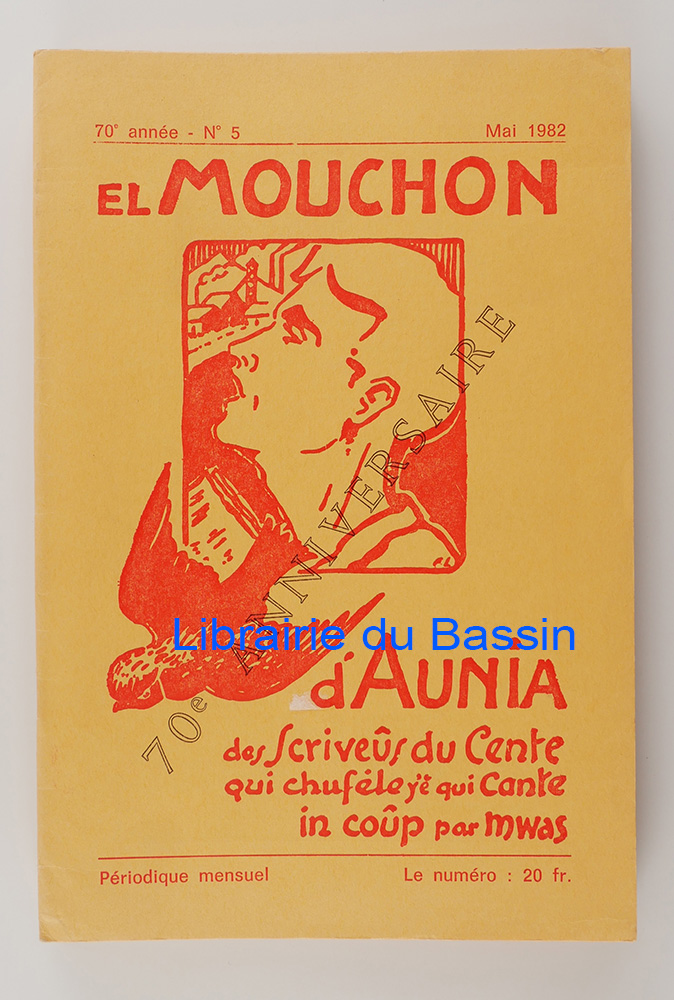 70e année - N° 5
Mai 1982
EL MOUCHON
70e ANNIVERSAIRE
Librairie du Bassin
d'AUNIA
des Scriveûs du Cente
qui chufèle y'è qui Cante
in coûp par mwas
Périodique mensuel
Le numéro : 20 fr.